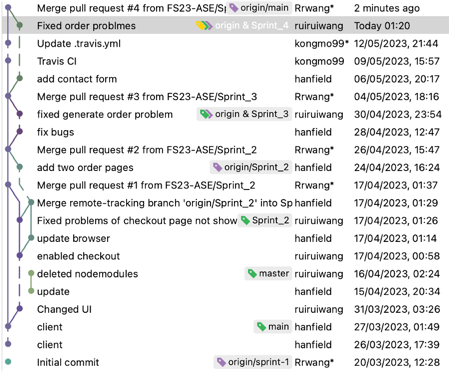 Merge pull request #4 from FS23-ASE/Sp origin/main Rrwang* 2 minutes ago
Fixed order problmes origin & Sprint_4 ruiruiwang Today 01:20
Update .travis.yml kongmo99* 12/05/2023, 21:44
Travis CI kongmo99 09/05/2023, 15:57
add contact form hanfield 06/05/2023, 20:17
Merge pull request #3 from FS23-ASE/Sprint_3 Rrwang* 04/05/2023, 18:16
fixed generate order problem origin & Sprint_3 ruiruiwang 30/04/2023, 23:54
fix bugs hanfield 28/04/2023, 12:47
Merge pull request #2 from FS23-ASE/Sprint_2 Rrwang* 26/04/2023, 15:47
add two order pages origin/Sprint_2 hanfield 24/04/2023, 16:24
Merge pull request #1 from FS23-ASE/Sprint_2 Rrwang* 17/04/2023, 01:37
Merge remote-tracking branch 'origin/Sprint_2' into Sp hanfield 17/04/2023, 01:29
Fixed problems of checkout page not show Sprint_2 ruiruiwang 17/04/2023, 01:26
update browser hanfield 17/04/2023, 01:14
enabled checkout ruiruiwang 17/04/2023, 00:58
deleted nodemodules master hanfield 16/04/2023, 02:24
update hanfield 15/04/2023, 20:34
Changed UI ruiruiwang 31/03/2023, 03:26
client main hanfield 27/03/2023, 01:49
client hanfield 26/03/2023, 17:39
Initial commit origin/sprint-1 Rrwang* 20/03/2023, 12:28